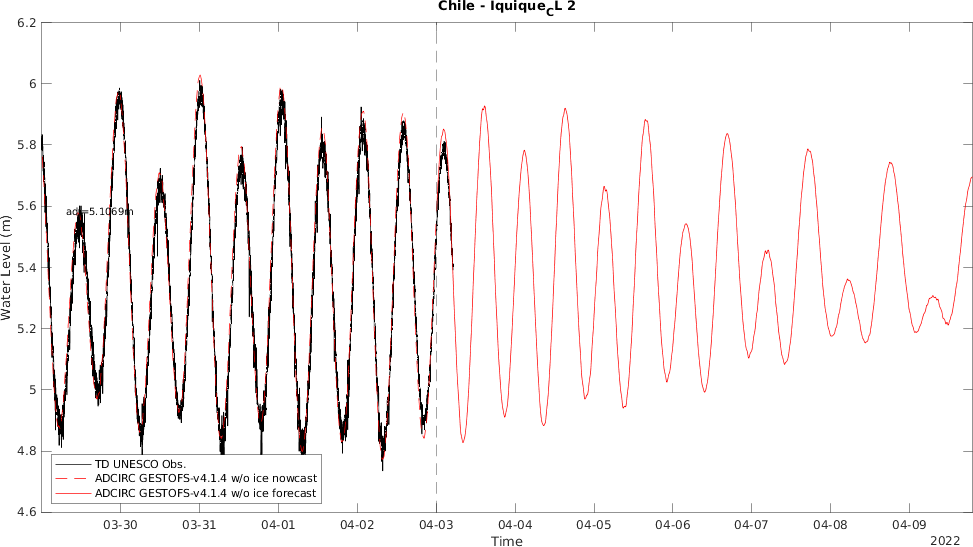 Chile - Iquique_CL 2
6.2
6
5.8
5.6
5.4
5.2
5
4.8
4.6
Water Level (m)
adj=5.1069m
TD UNESCO Obs.
ADCIRC GESTOFS-v4.1.4 w/o ice nowcast
ADCIRC GESTOFS-v4.1.4 w/o ice forecast
03-30 03-31 04-01 04-02 04-03 04-04 04-05 04-06 04-07 04-08 04-09
Time
2022